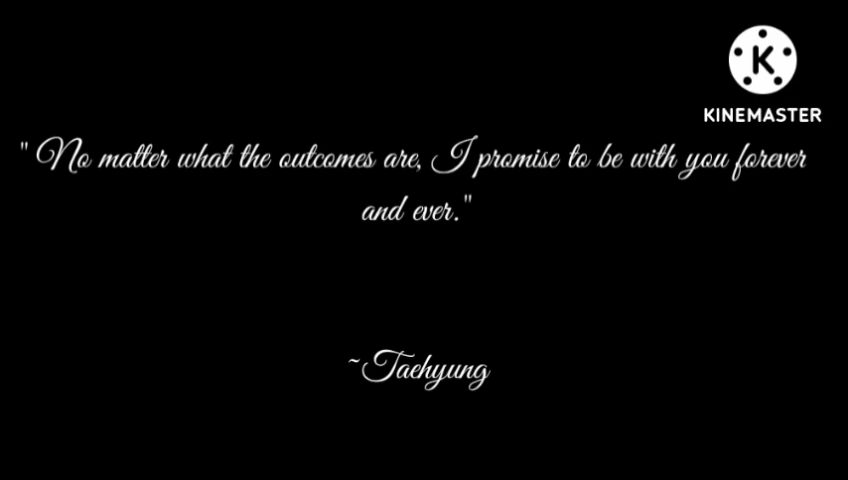 KINEMASTER
" No matter what the outcomes are, I promise to be with you forever
and ever."
~Taehyung